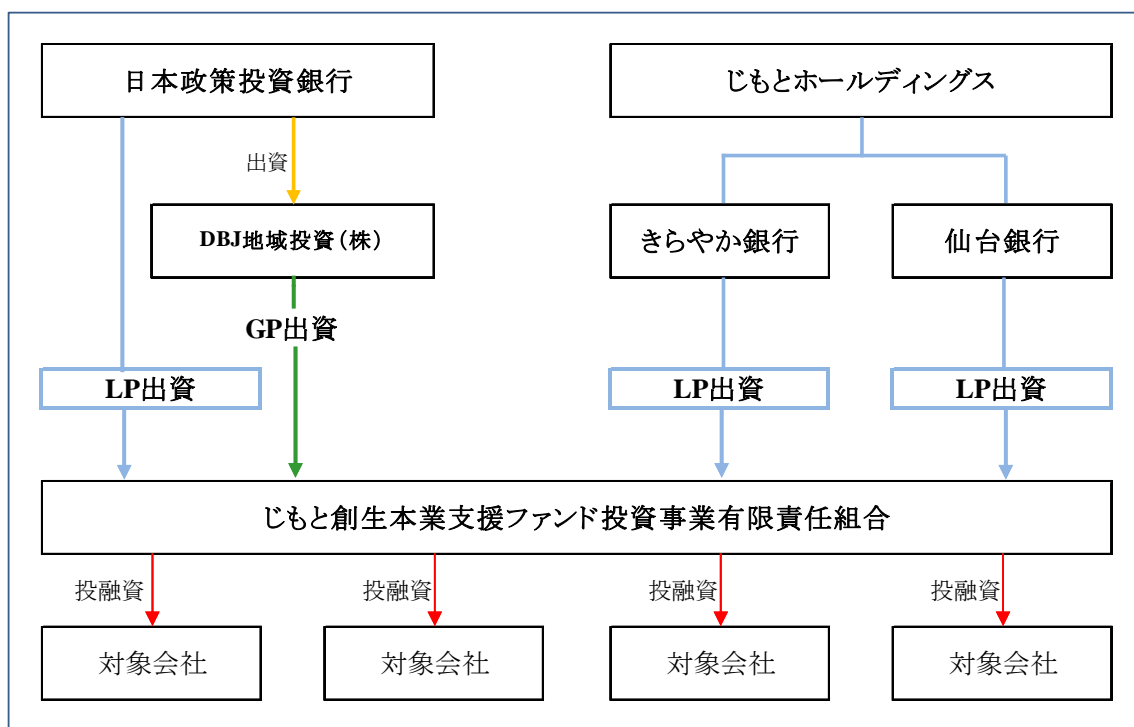 日本政策投資銀行
じもとホールディングス
出資
DBJ地域投資(株)
きらやか銀行
仙台銀行
GP出資
LP出資
LP出資
LP出資
じもと創生本業支援ファンド投資事業有限責任組合
投融資
投融資
投融資
投融資
対象会社
対象会社
対象会社
対象会社